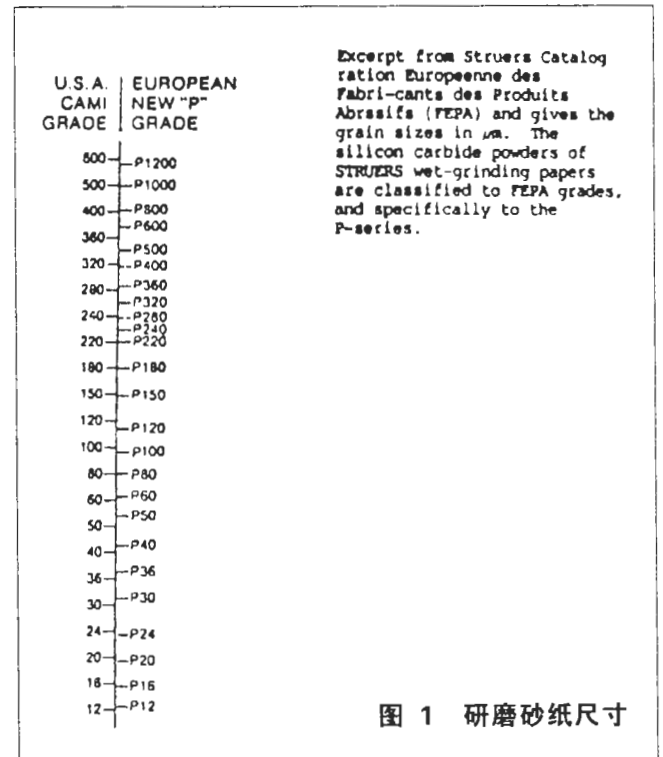 U.S.A. EUROPEAN
CAMI NEW "P"
GRADE GRADE
600 P1200
500 P1000
400 P800
P600
360
P500
320 P400
280 P360
P320
240 P280
P240
220 P220
180 P180
150 P150
120
P120
100 P100
80 P80
60 P60
P50
50
40 P40
36 P36
30 P30
24 P24
20 P20
16 P16
12 P12
Excerpt from Struers Catalog
ration Europeenne des
Fabri-cants des Produits
Abrssifs (FEPA) and gives the
grain sizes in μm. The
silicon carbide powders of
STRUERS wet-grinding papers
are classified to FEPA grades,
and specifically to the
P-series.
图 1 研磨砂纸尺寸